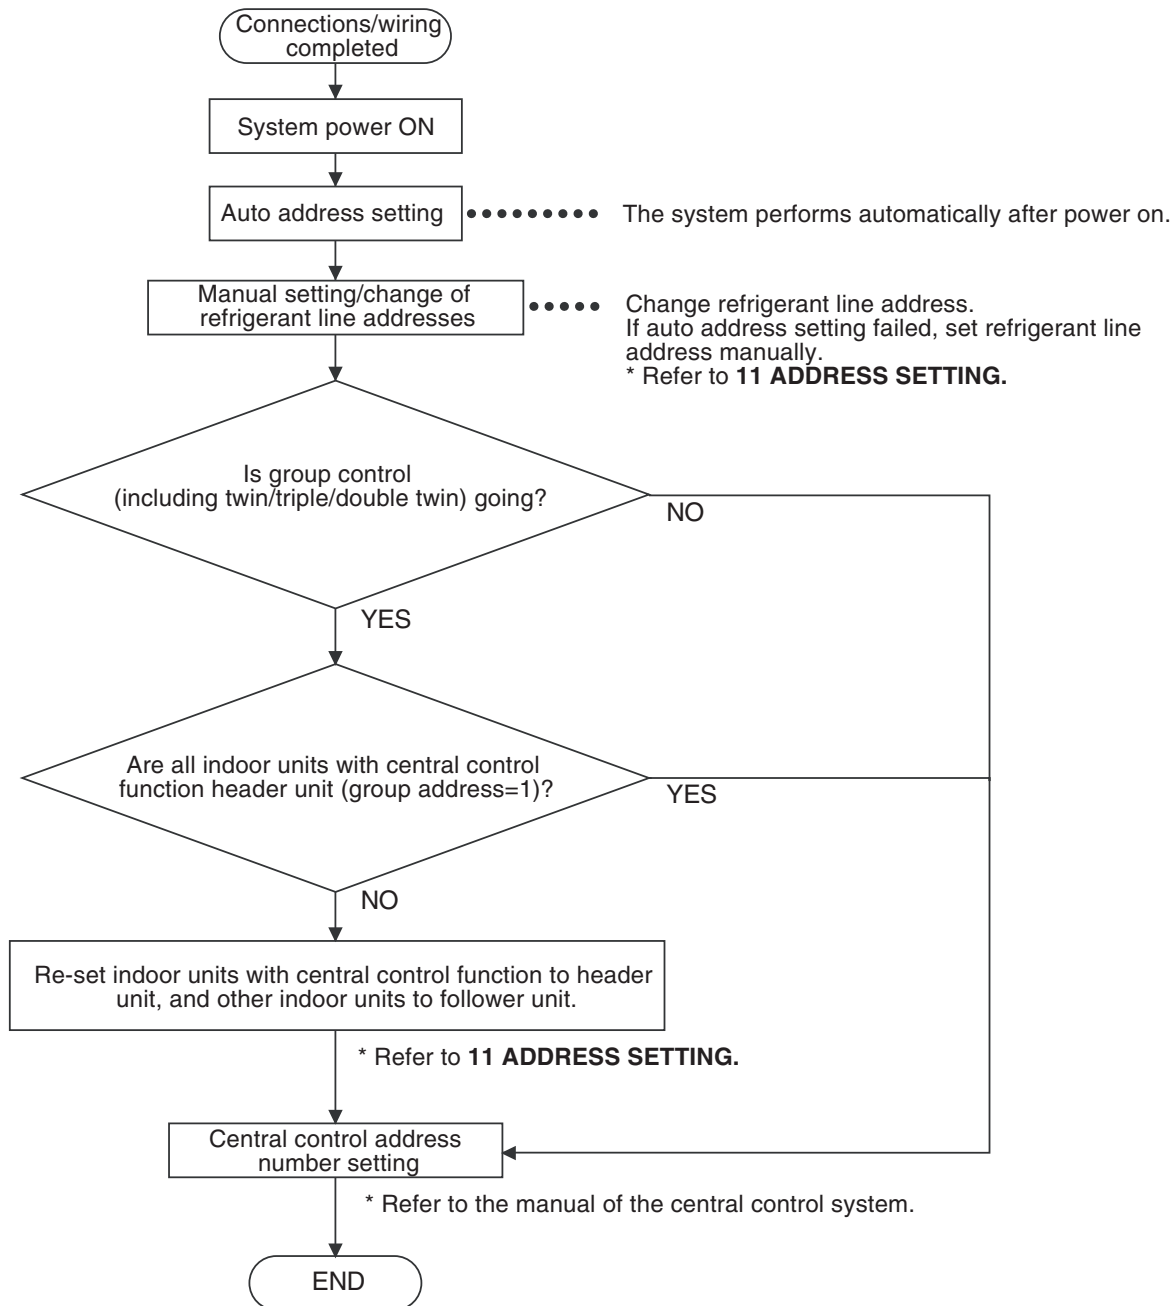 Connections/wiring
completed
System power ON
Auto address setting
The system performs automatically after power on.
Manual setting/change of
refrigerant line addresses
Change refrigerant line address.
If auto address setting failed, set refrigerant line
address manually.
* Refer to 11 ADDRESS SETTING.
Is group control
(including twin/triple/double twin) going?
NO
YES
Are all indoor units with central control
function header unit (group address=1)?
YES
NO
Re-set indoor units with central control function to header
unit, and other indoor units to follower unit.
* Refer to 11 ADDRESS SETTING.
Central control address
number setting
* Refer to the manual of the central control system.
END